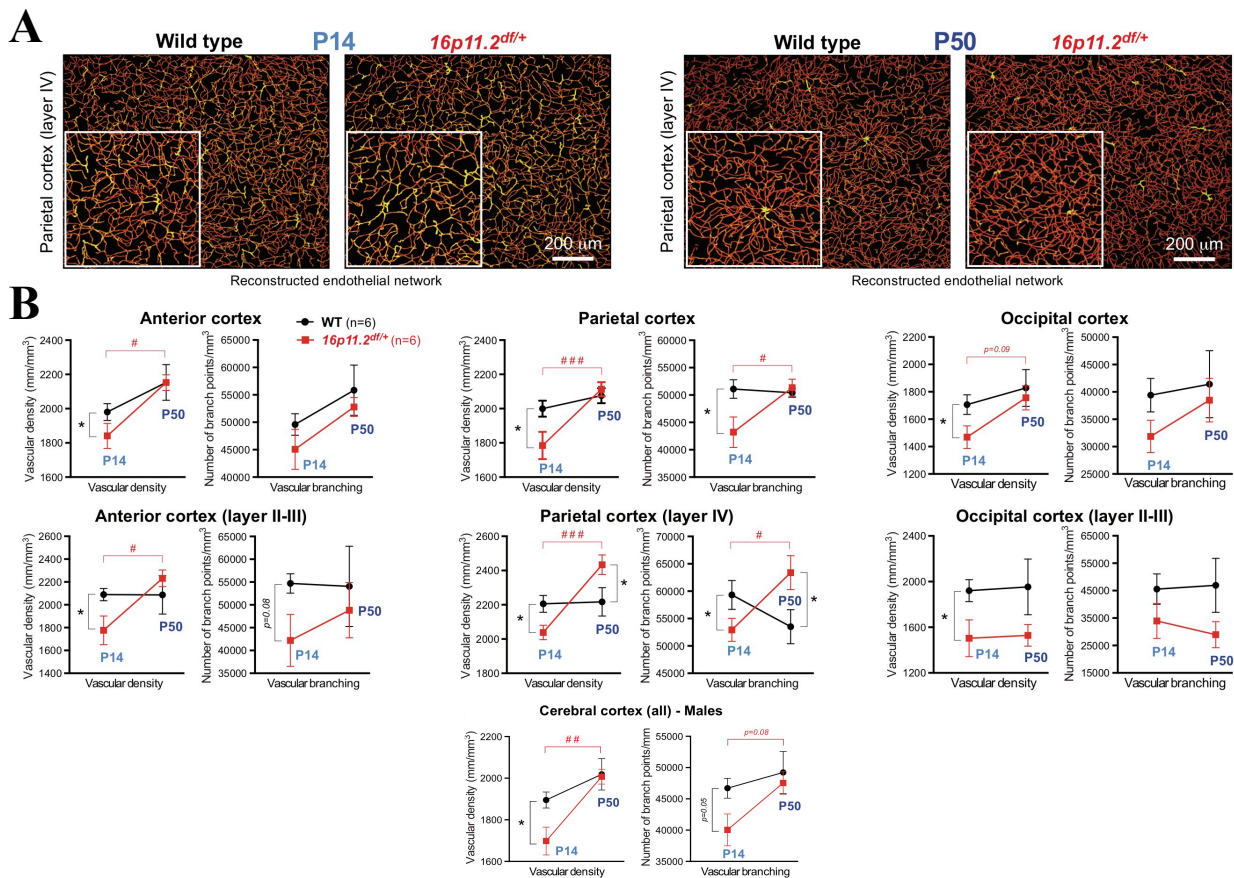 A
Wild type P14 16p11.2df/+
Wild type P50 16p11.2df/+
Parietal cortex (layer IV)
200 μm
Reconstructed endothelial network
Parietal cortex (layer IV)
200 μm
Reconstructed endothelial network
B
Anterior cortex
WT (n=6)
16p11.2df/+ (n=6)
Vascular density (mm/mm3)
2400
2200
2000
1800
1600
#
*
P14
P50
Vascular density
Number of branch points/mm3
65000
60000
55000
50000
45000
40000
P14
P50
Vascular branching
Parietal cortex
Vascular density (mm/mm3)
2400
2200
2000
1800
1600
###
*
P14
P50
Vascular density
Number of branch points/mm3
65000
60000
55000
50000
45000
40000
35000
#
*
P14
P50
Vascular branching
Occipital cortex
Vascular density (mm/mm3)
2200
2000
1800
1600
1400
1200
p=0.09
*
P14
P50
Vascular density
Number of branch points/mm3
55000
50000
45000
40000
35000
30000
25000
P14
P50
Vascular branching
Anterior cortex (layer II-III)
Vascular density (mm/mm3)
2600
2400
2200
2000
1800
1600
1400
#
*
P14
P50
Vascular density
Number of branch points/mm3
65000
60000
55000
50000
45000
40000
35000
p=0.08
P14
P50
Vascular branching
Parietal cortex (layer IV)
Vascular density (mm/mm3)
2600
2400
2200
2000
1800
###
*
*
P14
P50
Vascular density
Number of branch points/mm3
70000
65000
60000
55000
50000
45000
#
*
*
P14
P50
Vascular branching
Occipital cortex (layer II-III)
Vascular density (mm/mm3)
2400
2000
1600
1200
*
P14
P50
Vascular density
Number of branch points/mm3
75000
65000
55000
45000
35000
25000
15000
P14
P50
Vascular branching
Cerebral cortex (all) - Males
Vascular density (mm/mm3)
2200
2000
1800
1600
##
*
P14
P50
Vascular density
Number of branch points/mm
55000
50000
45000
40000
35000
p=0.08
p=0.05
P14
P50
Vascular branching